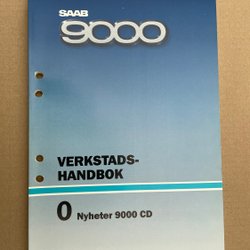 SAAB
9000
VERKSTADS-
HANDBOK
0 Nyheter 9000 CD